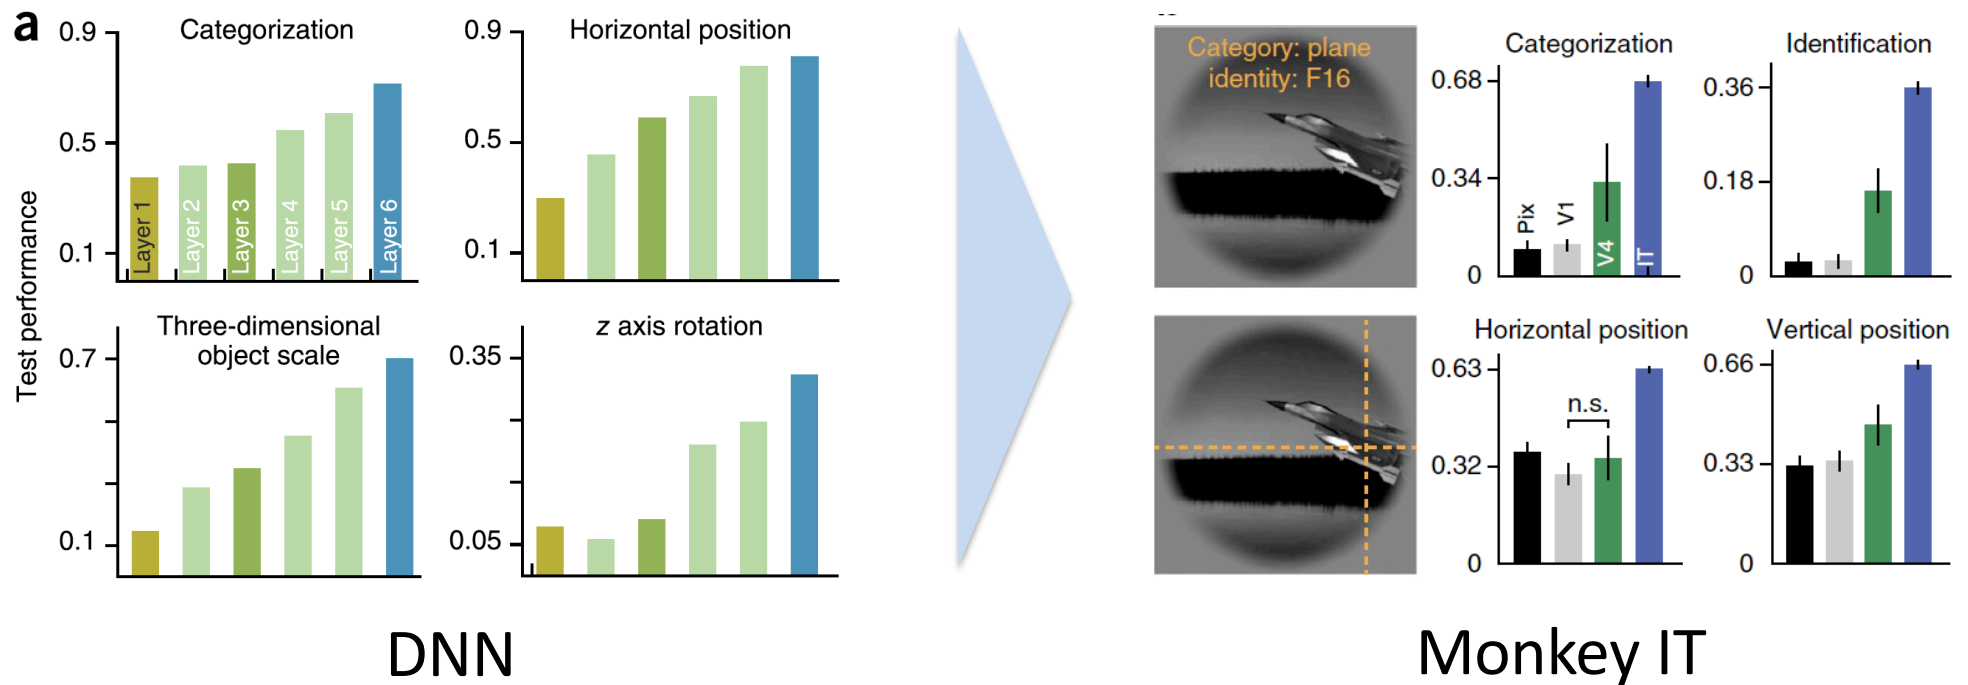 a
Categorization
0.9
0.5
0.1
Layer 1
Layer 2
Layer 3
Layer 4
Layer 5
Layer 6
Horizontal position
0.9
0.5
0.1
Test performance
Three-dimensional
object scale
0.7
0.1
z axis rotation
0.35
0.05
DNN
Category: plane
identity: F16
Categorization
0.68
0.34
0
Pix
V1
V4
IT
Identification
0.36
0.18
0
Horizontal position
0.63
0.32
0
n.s.
Vertical position
0.66
0.33
0
Monkey IT